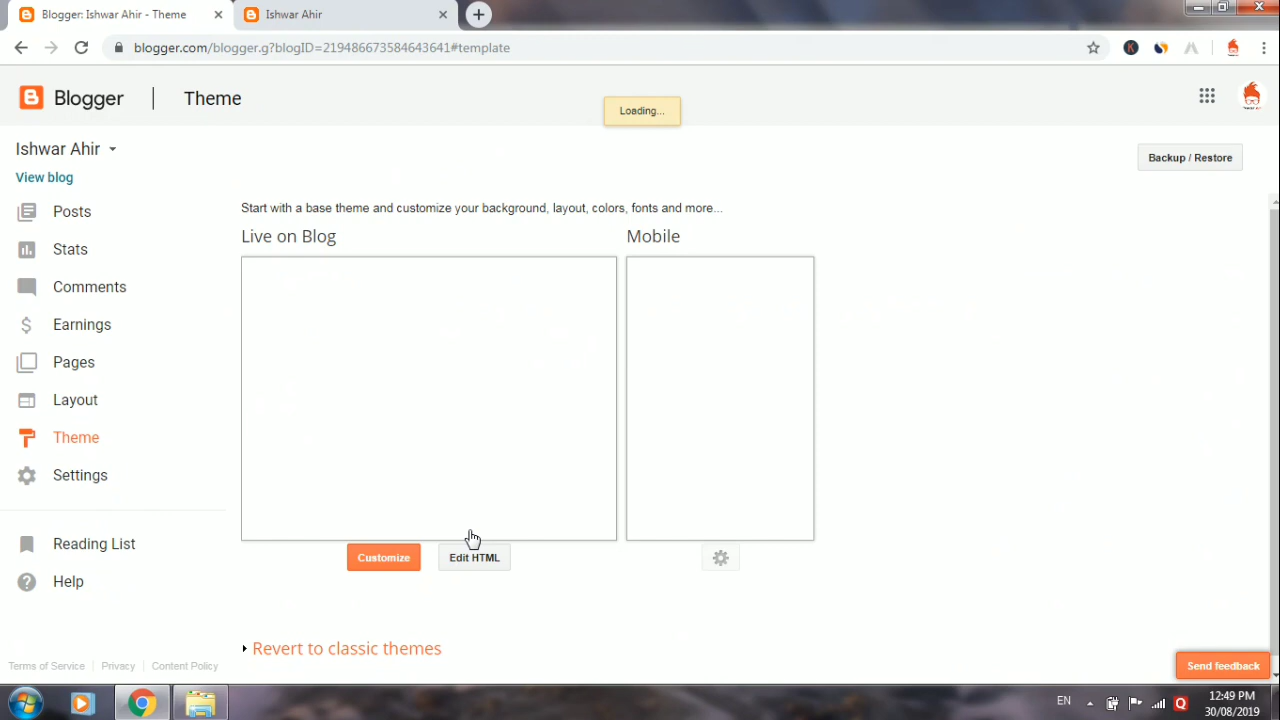 Blogger: Ishwar Ahir - Theme
Ishwar Ahir
blogger.com/blogger.g?blogID=219486673584643641#template
Blogger
Theme
Loading...
Ishwar Ahir
Backup / Restore
View blog
Posts
Stats
Comments
Earnings
Pages
Layout
Theme
Settings
Reading List
Help
Start with a base theme and customize your background, layout, colors, fonts and more...
Live on Blog
Mobile
Customize
Edit HTML
Revert to classic themes
Terms of Service
Privacy
Content Policy
Send feedback
EN
12:49 PM
30/08/2019